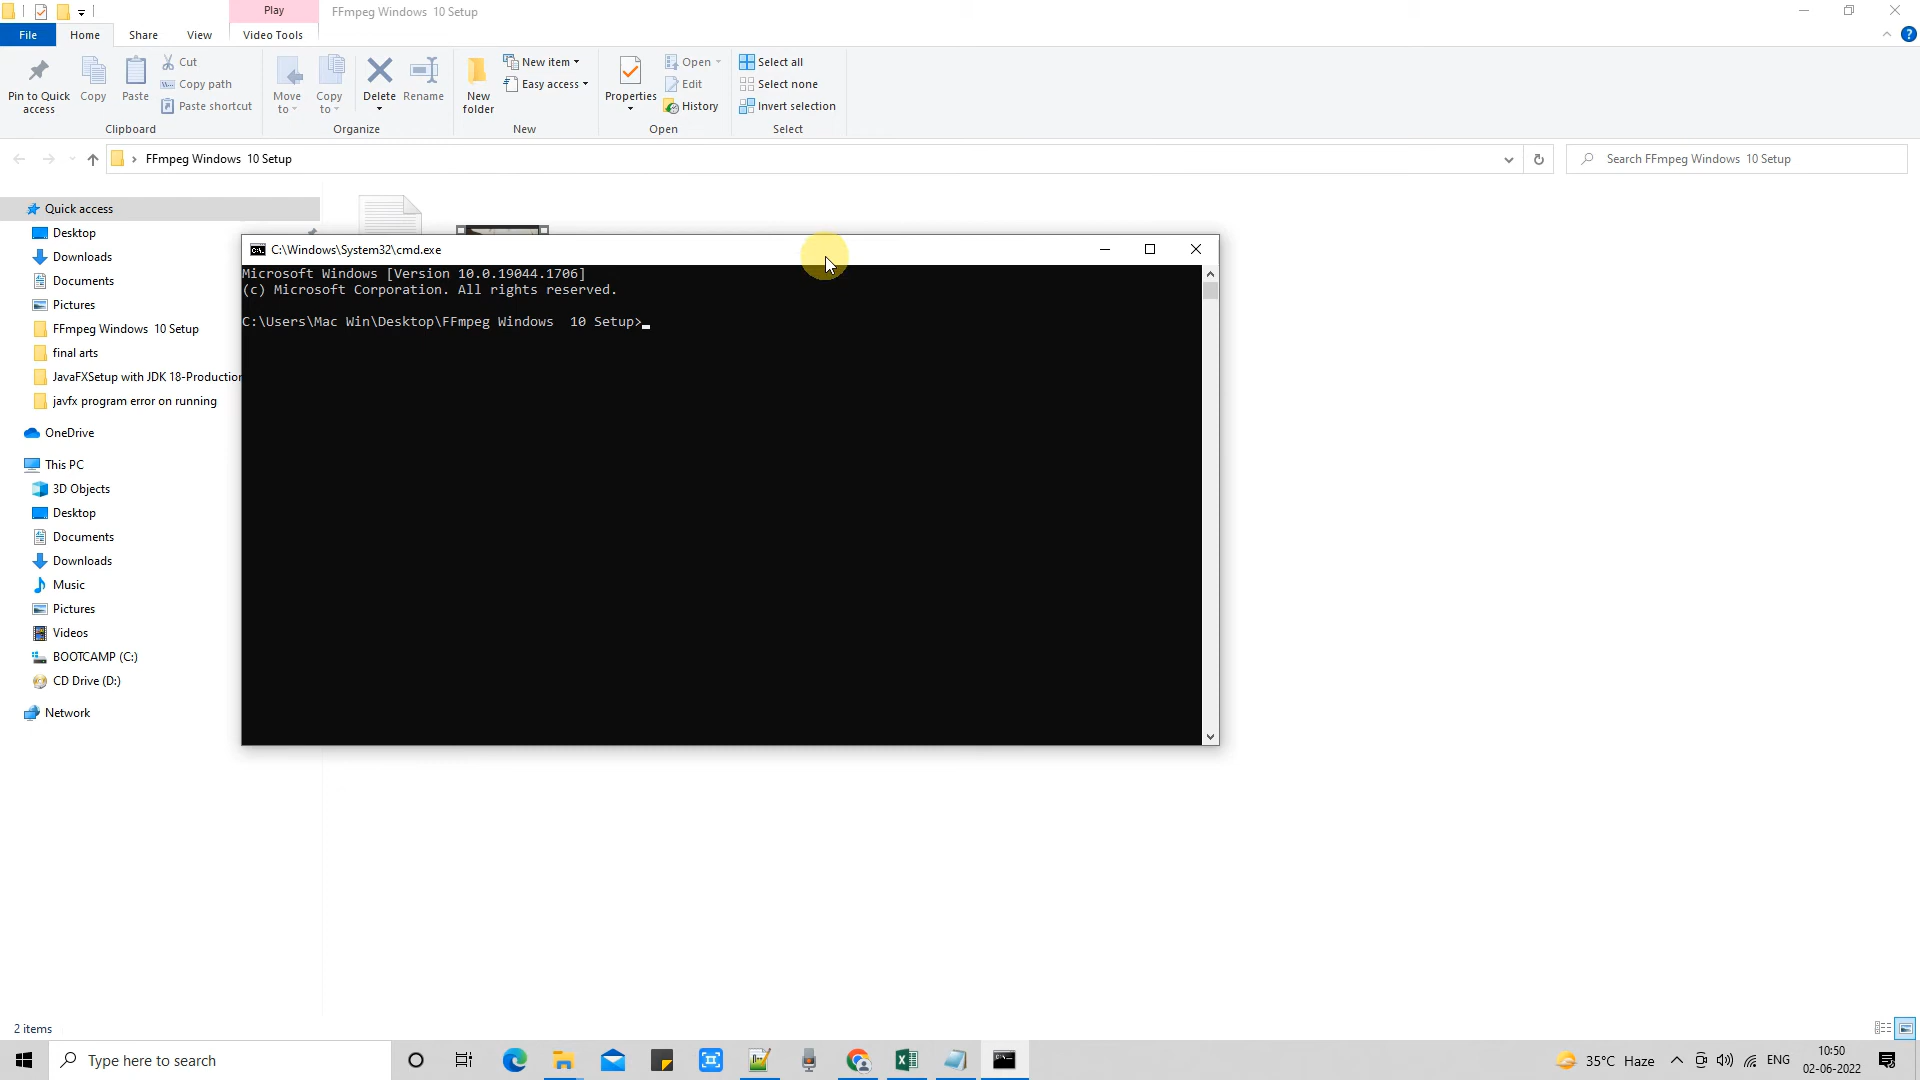 Play
FFmpeg Windows  10 Setup
File
Home
Share
View
Video Tools
Pin to Quick access
Copy
Paste
Cut
Copy path
Paste shortcut
Clipboard
Move to
Copy to
Delete
Rename
Organize
New folder
New item
Easy access
New
Properties
Open
Edit
History
Open
Select all
Select none
Invert selection
Select
FFmpeg Windows  10 Setup
Search FFmpeg Windows  10 Setup
Quick access
Desktop
Downloads
Documents
Pictures
FFmpeg Windows  10 Setup
final arts
JavaFXSetup with JDK 18-Production
javfx program error on running
OneDrive
This PC
3D Objects
Desktop
Documents
Downloads
Music
Pictures
Videos
BOOTCAMP (C:)
CD Drive (D:)
Network
C:\Windows\System32\cmd.exe
Microsoft Windows [Version 10.0.19044.1706]
(c) Microsoft Corporation. All rights reserved.
C:\Users\Mac Win\Desktop\FFmpeg Windows  10 Setup>
2 items
Type here to search
35°C Haze
ENG
10:50
02-06-2022